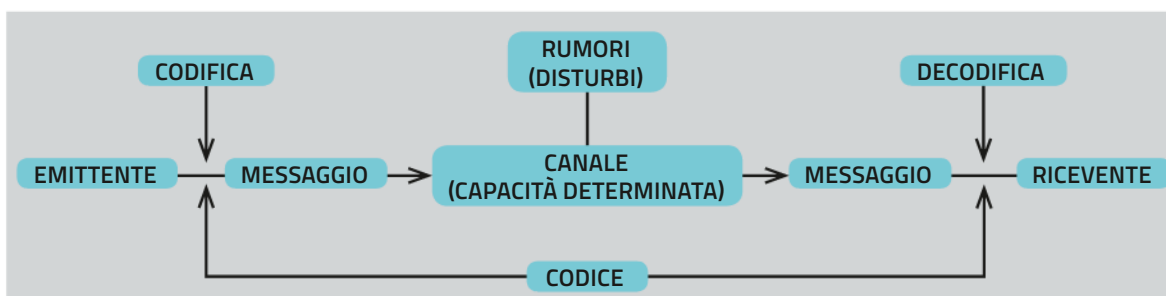 RUMORI
(DISTURBI)
CODIFICA
DECODIFICA
EMITTENTE
MESSAGGIO
CANALE
(CAPACITÀ DETERMINATA)
MESSAGGIO
RICEVENTE
CODICE